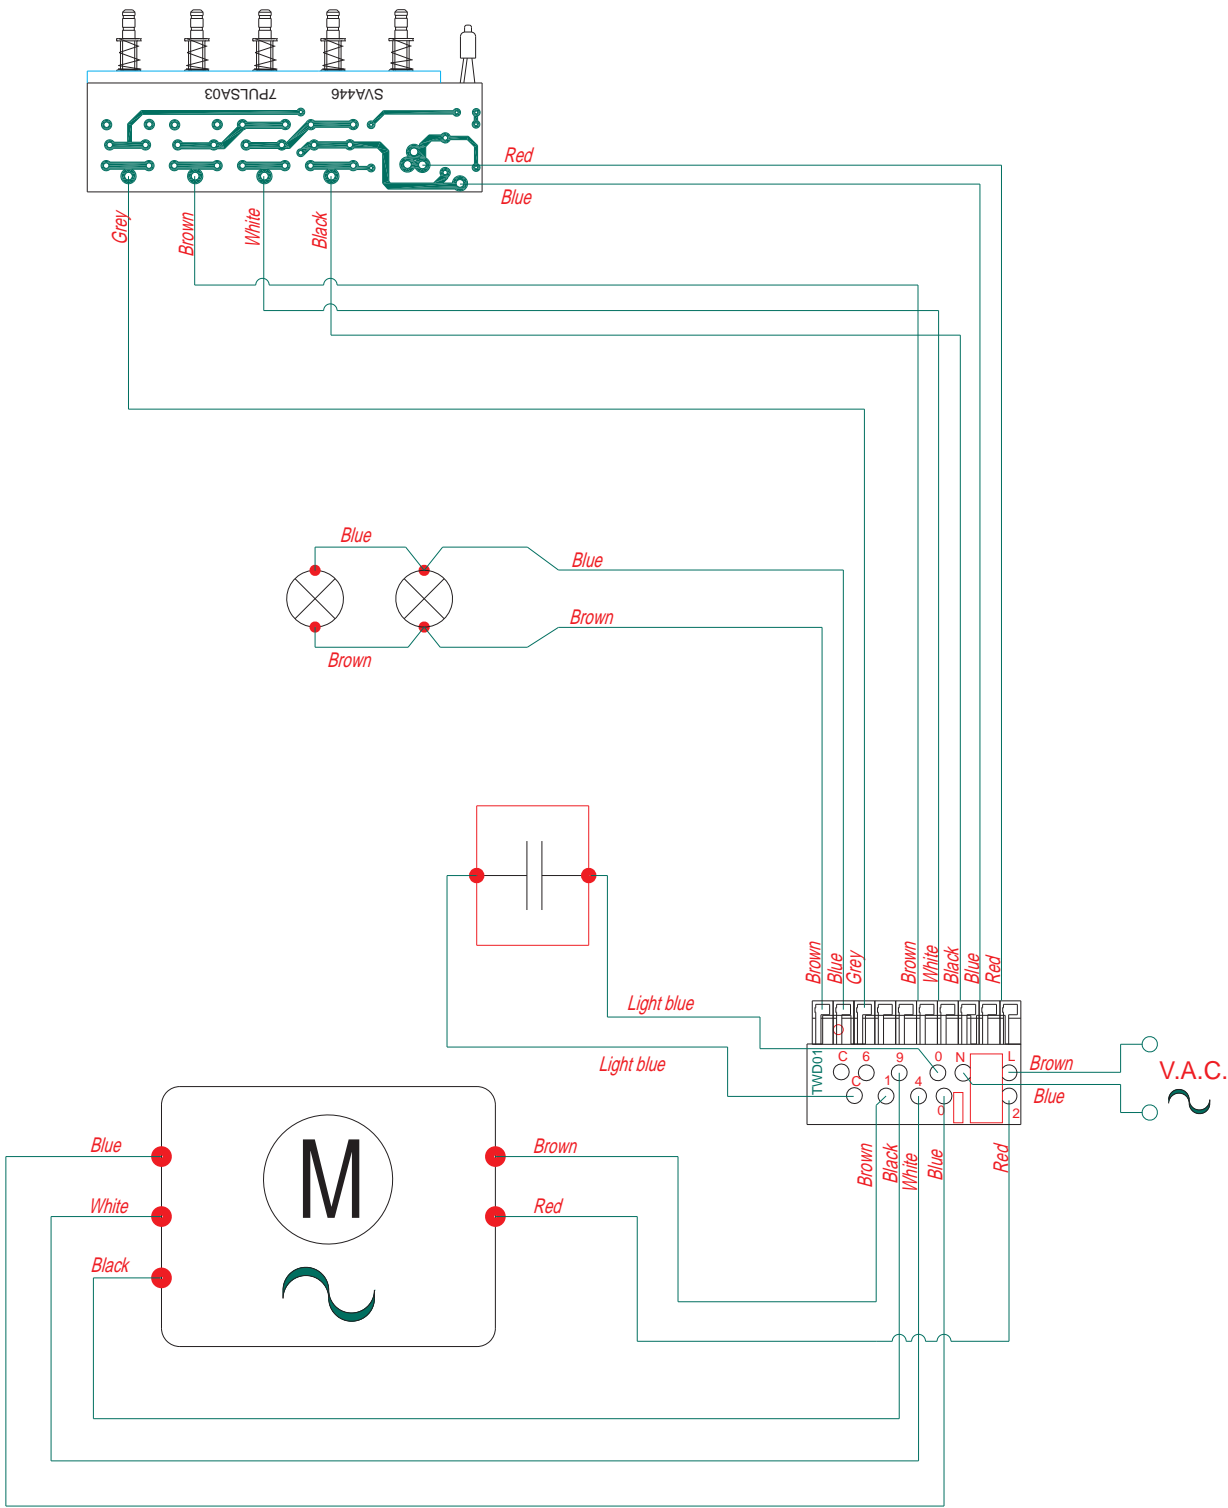 7PULSA03 SVA446
Red
Blue
Grey
Brown
White
Black
Blue
Blue
Brown
Brown
Brown
Blue
Grey
Brown
White
Black
Blue
Red
Light blue
Light blue
TWD01
C 6 9 0 N L
C 1 4 0 2
Brown
Blue
V.A.C.
Brown
Black
White
Blue
Red
Blue
White
Black
M
Brown
Red